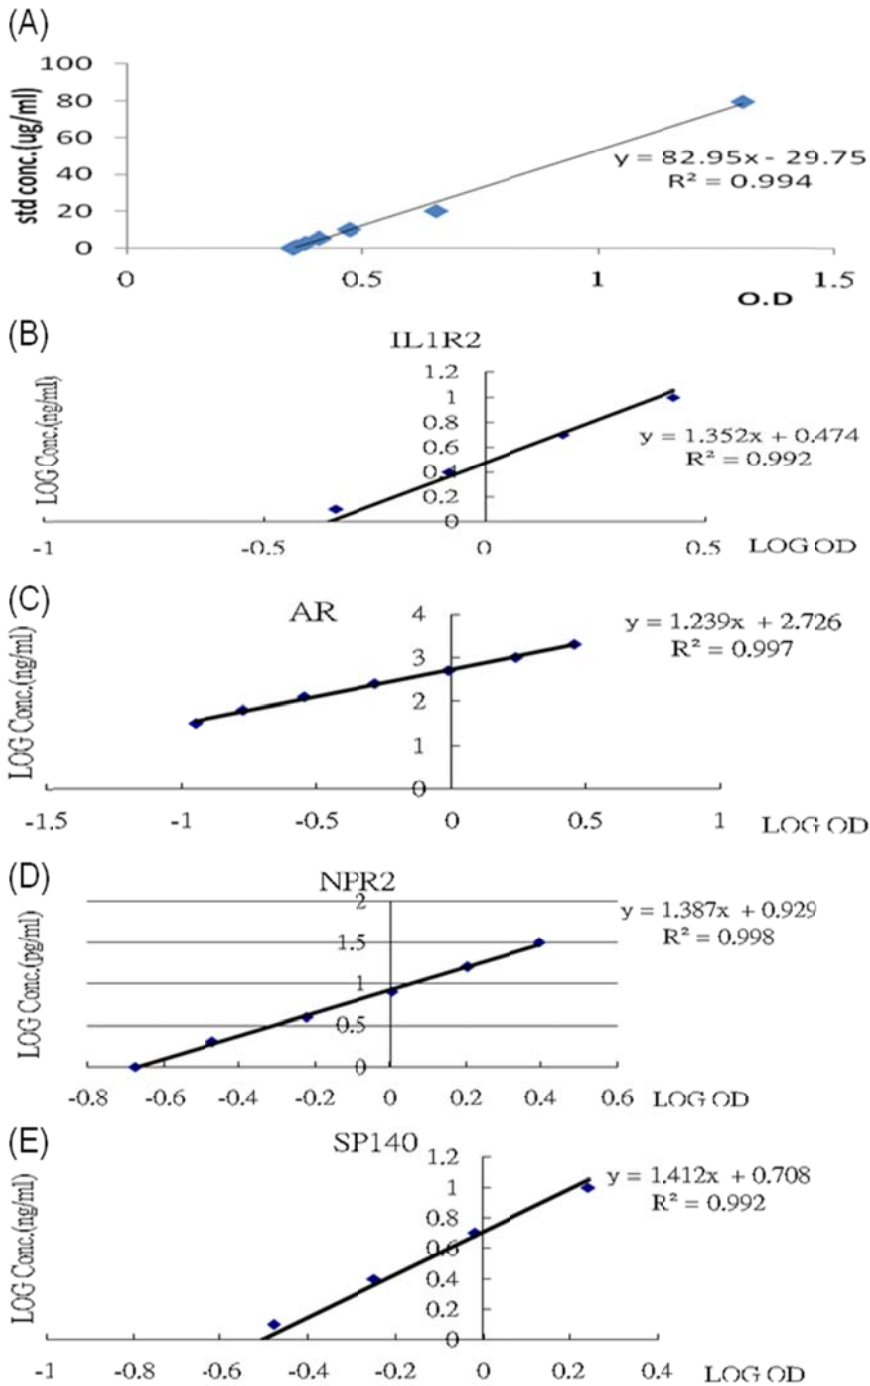 (A)
100
80
60
40
20
0
std conc.(ug/ml)
y = 82.95x - 29.75
R² = 0.994
0 0.5 1 1.5
O.D
(B)
IL1R2
LOG Conc.(ng/ml)
1.2
1
0.8
0.6
0.4
0.2
0
y = 1.352x + 0.474
R² = 0.992
-1 -0.5 0 0.5 LOG OD
(C)
AR
LOG Conc.(ng/ml)
4
3
2
1
0
y = 1.239x + 2.726
R² = 0.997
-1.5 -1 -0.5 0 0.5 1 LOG OD
(D)
NPR2
LOG Conc.(pg/ml)
2
1.5
1
0.5
0
y = 1.387x + 0.929
R² = 0.998
-0.8 -0.6 -0.4 -0.2 0 0.2 0.4 0.6 LOG OD
(E)
SP140
LOG Conc.(ng/ml)
1.2
1
0.8
0.6
0.4
0.2
0
y = 1.412x + 0.708
R² = 0.992
-1 -0.8 -0.6 -0.4 -0.2 0 0.2 0.4 LOG OD